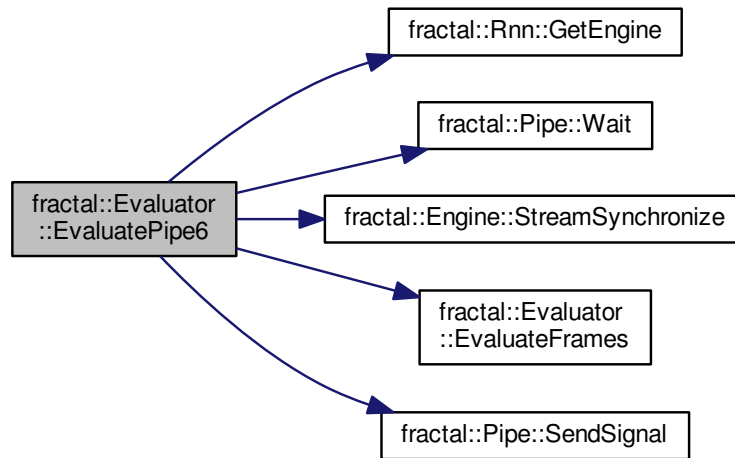 fractal::Rnn::GetEngine
fractal::Pipe::Wait
fractal::Evaluator
::EvaluatePipe6
fractal::Engine::StreamSynchronize
fractal::Evaluator
::EvaluateFrames
fractal::Pipe::SendSignal